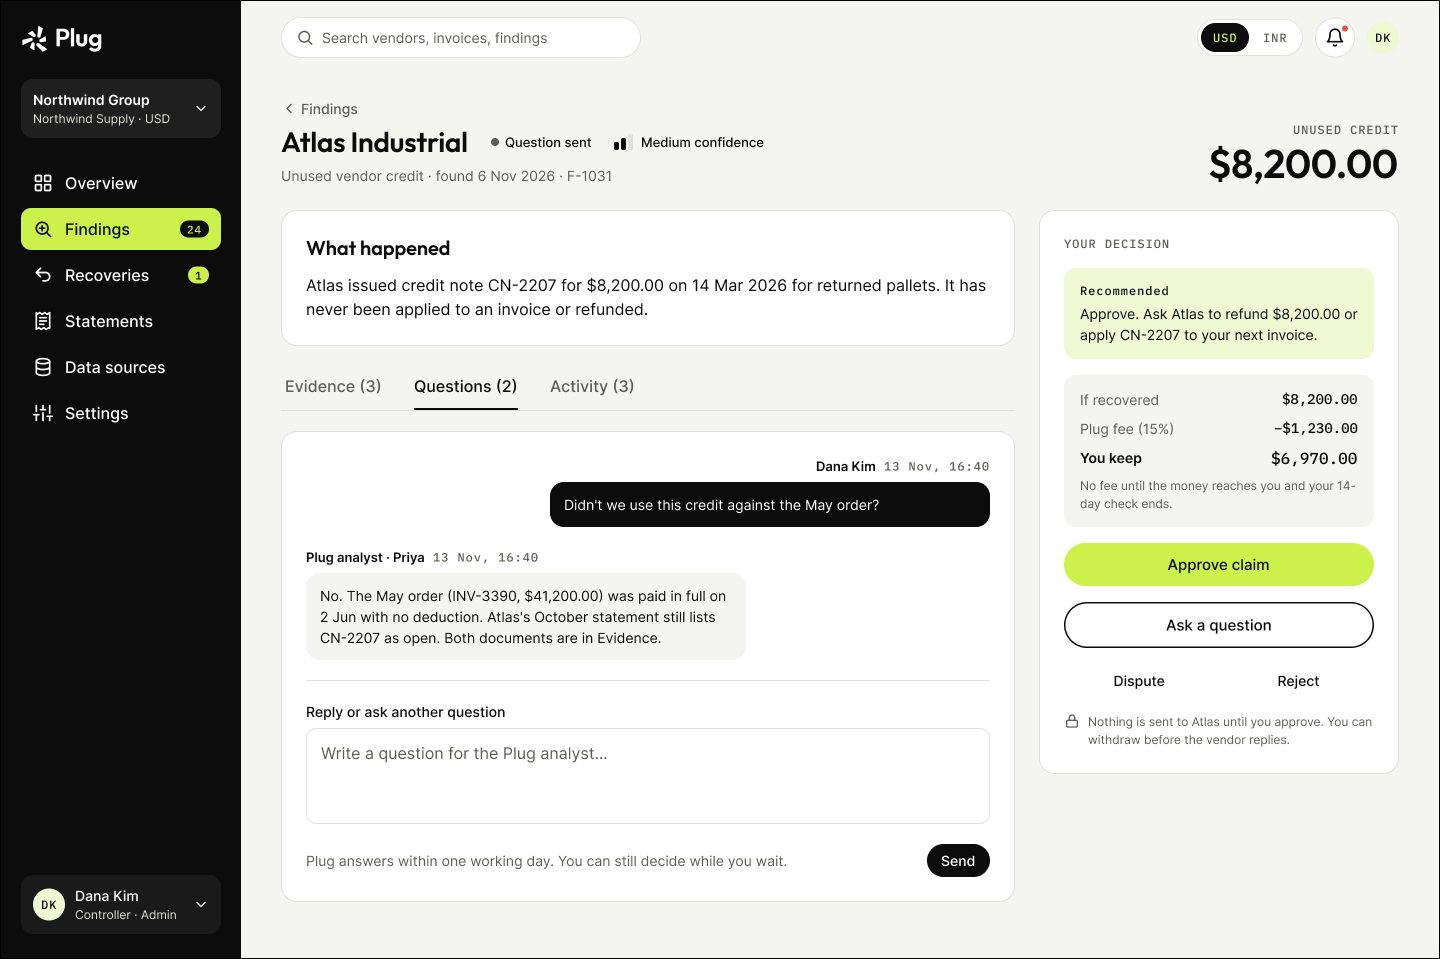 Plug
Northwind Group
Northwind Supply · USD
Overview
Findings 24
Recoveries 1
Statements
Data sources
Settings
Dana Kim
DK
Controller · Admin
Search vendors, invoices, findings
USD INR
DK
Findings
Atlas Industrial
Question sent
Medium confidence
Unused vendor credit · found 6 Nov 2026 · F-1031
UNUSED CREDIT
$8,200.00
What happened
Atlas issued credit note CN-2207 for $8,200.00 on 14 Mar 2026 for returned pallets. It has
never been applied to an invoice or refunded.
Evidence (3) Questions (2) Activity (3)
Dana Kim 13 Nov, 16:40
Didn't we use this credit against the May order?
Plug analyst · Priya 13 Nov, 16:40
No. The May order (INV-3390, $41,200.00) was paid in full on
2 Jun with no deduction. Atlas's October statement still lists
CN-2207 as open. Both documents are in Evidence.
Reply or ask another question
Write a question for the Plug analyst...
Plug answers within one working day. You can still decide while you wait.
Send
YOUR DECISION
Recommended
Approve. Ask Atlas to refund $8,200.00 or
apply CN-2207 to your next invoice.
If recovered $8,200.00
Plug fee (15%) −$1,230.00
You keep $6,970.00
No fee until the money reaches you and your 14-
day check ends.
Approve claim
Ask a question
Dispute Reject
Nothing is sent to Atlas until you approve. You can
withdraw before the vendor replies.